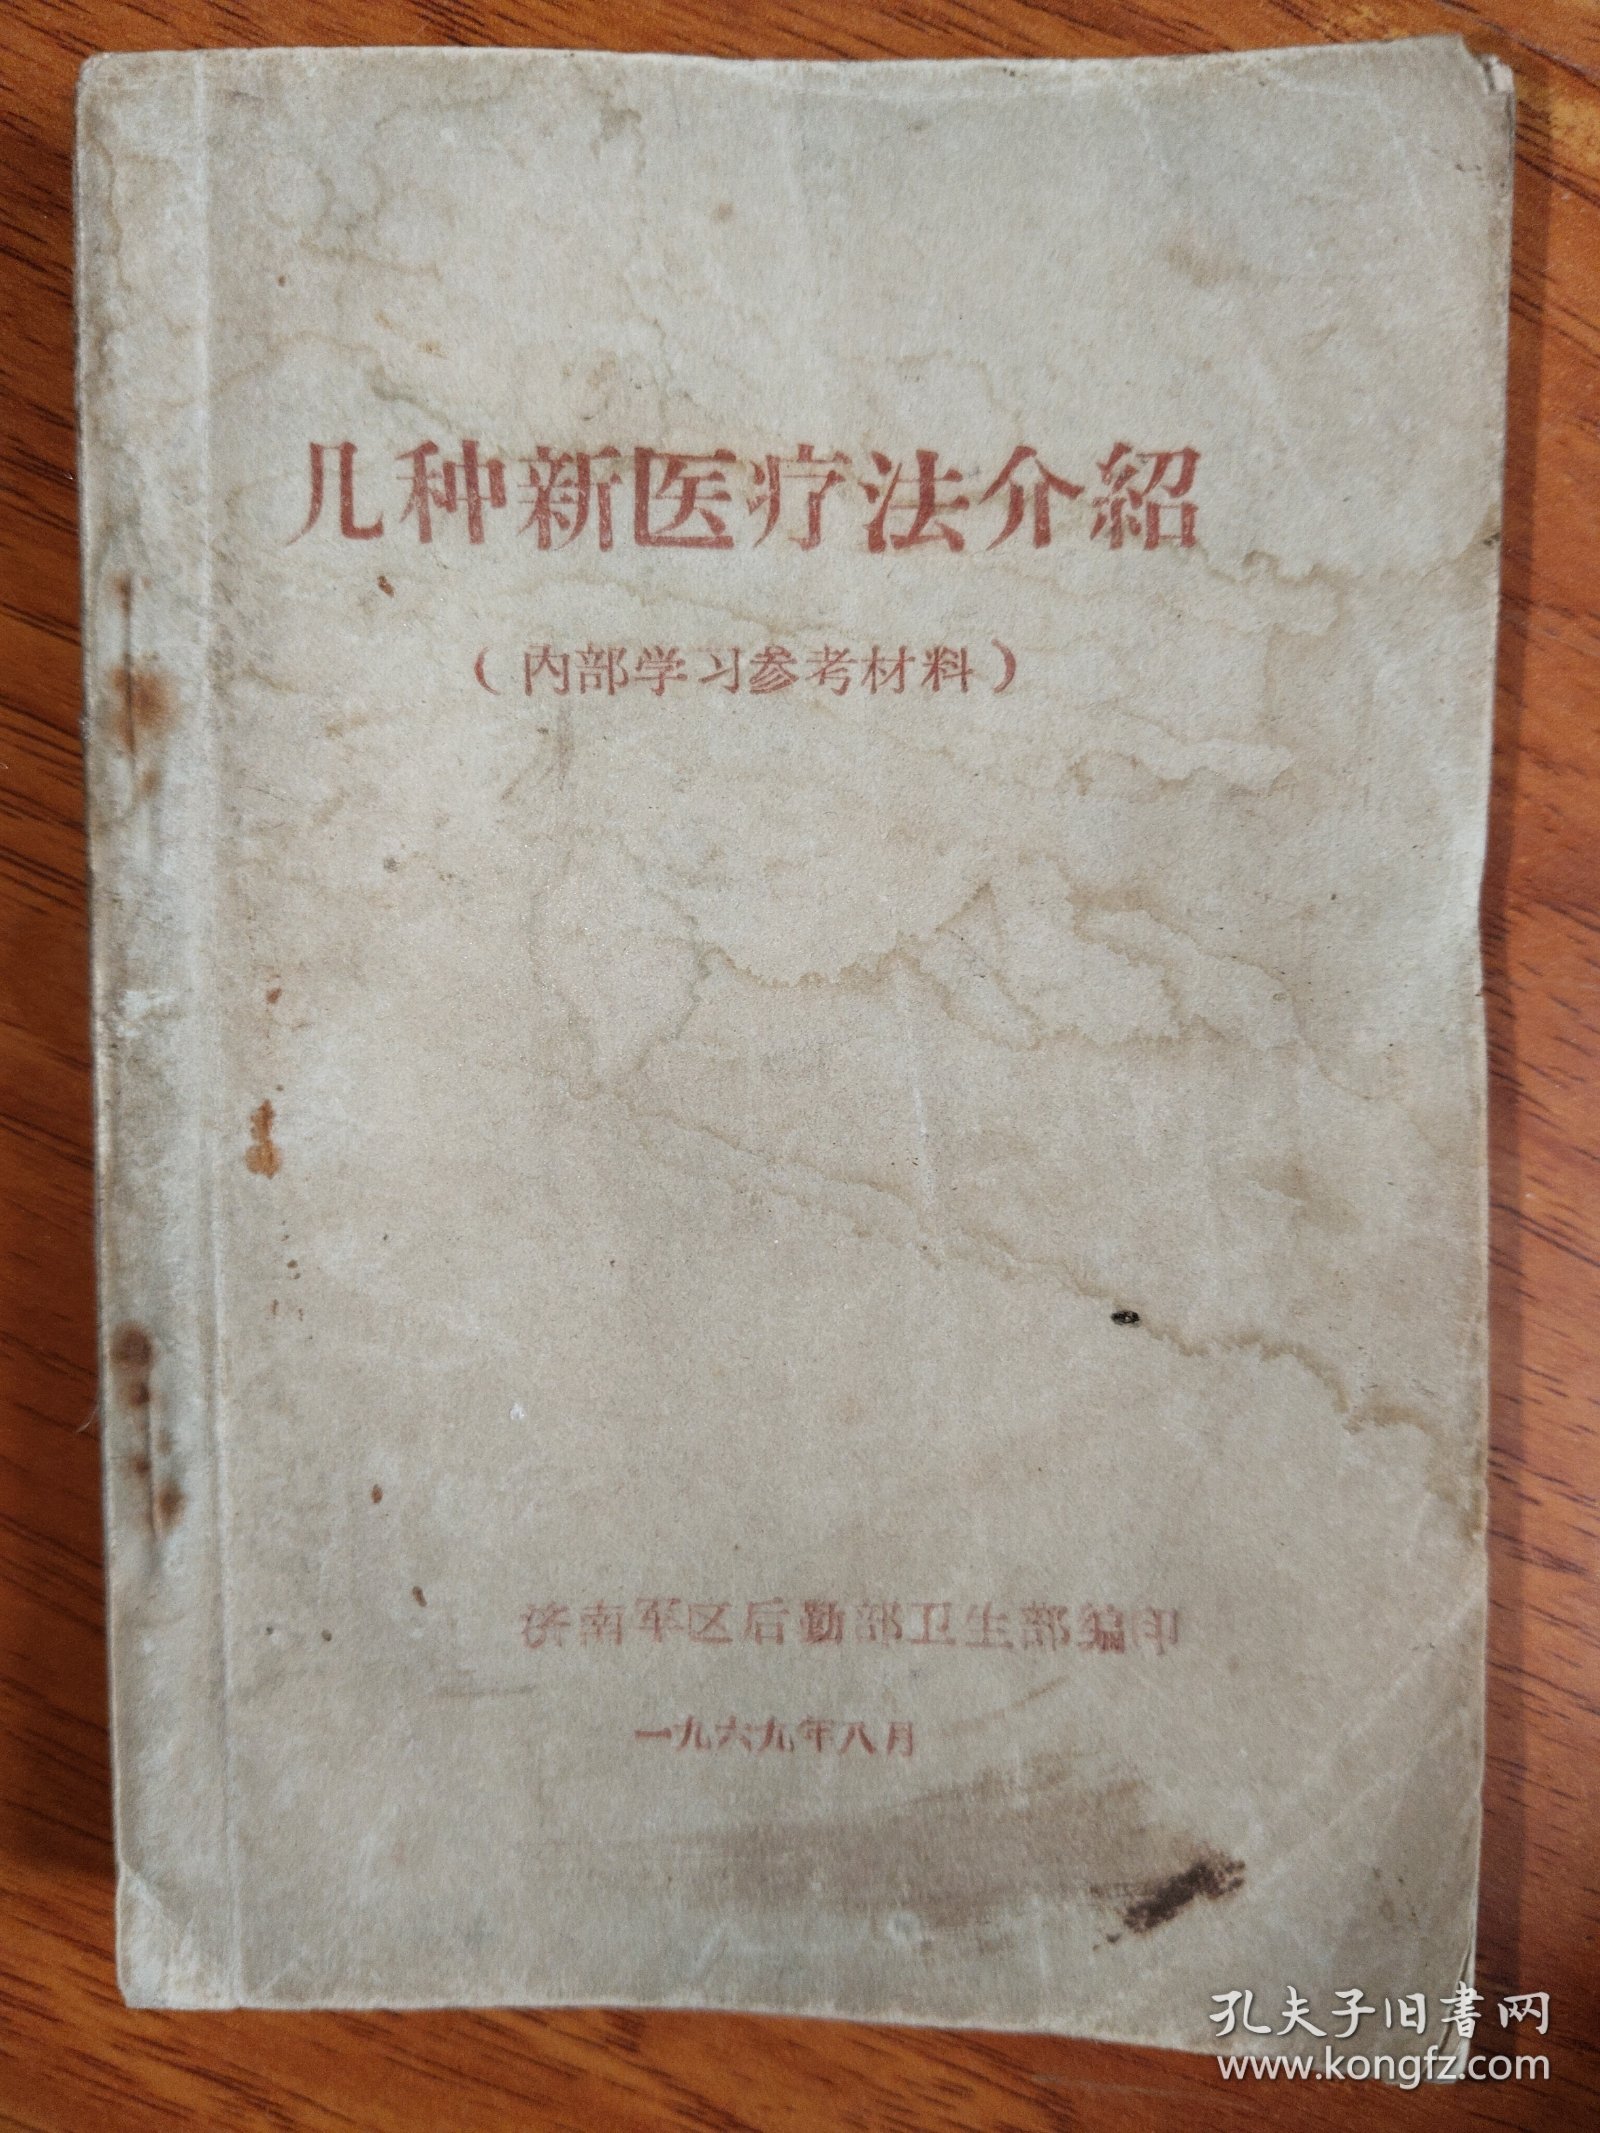 几种新医疗法介紹
（内部学习参考材料）
济南军区后勤部卫生部编印
一九六九年八月
孔夫子旧書网
www.kongfz.com